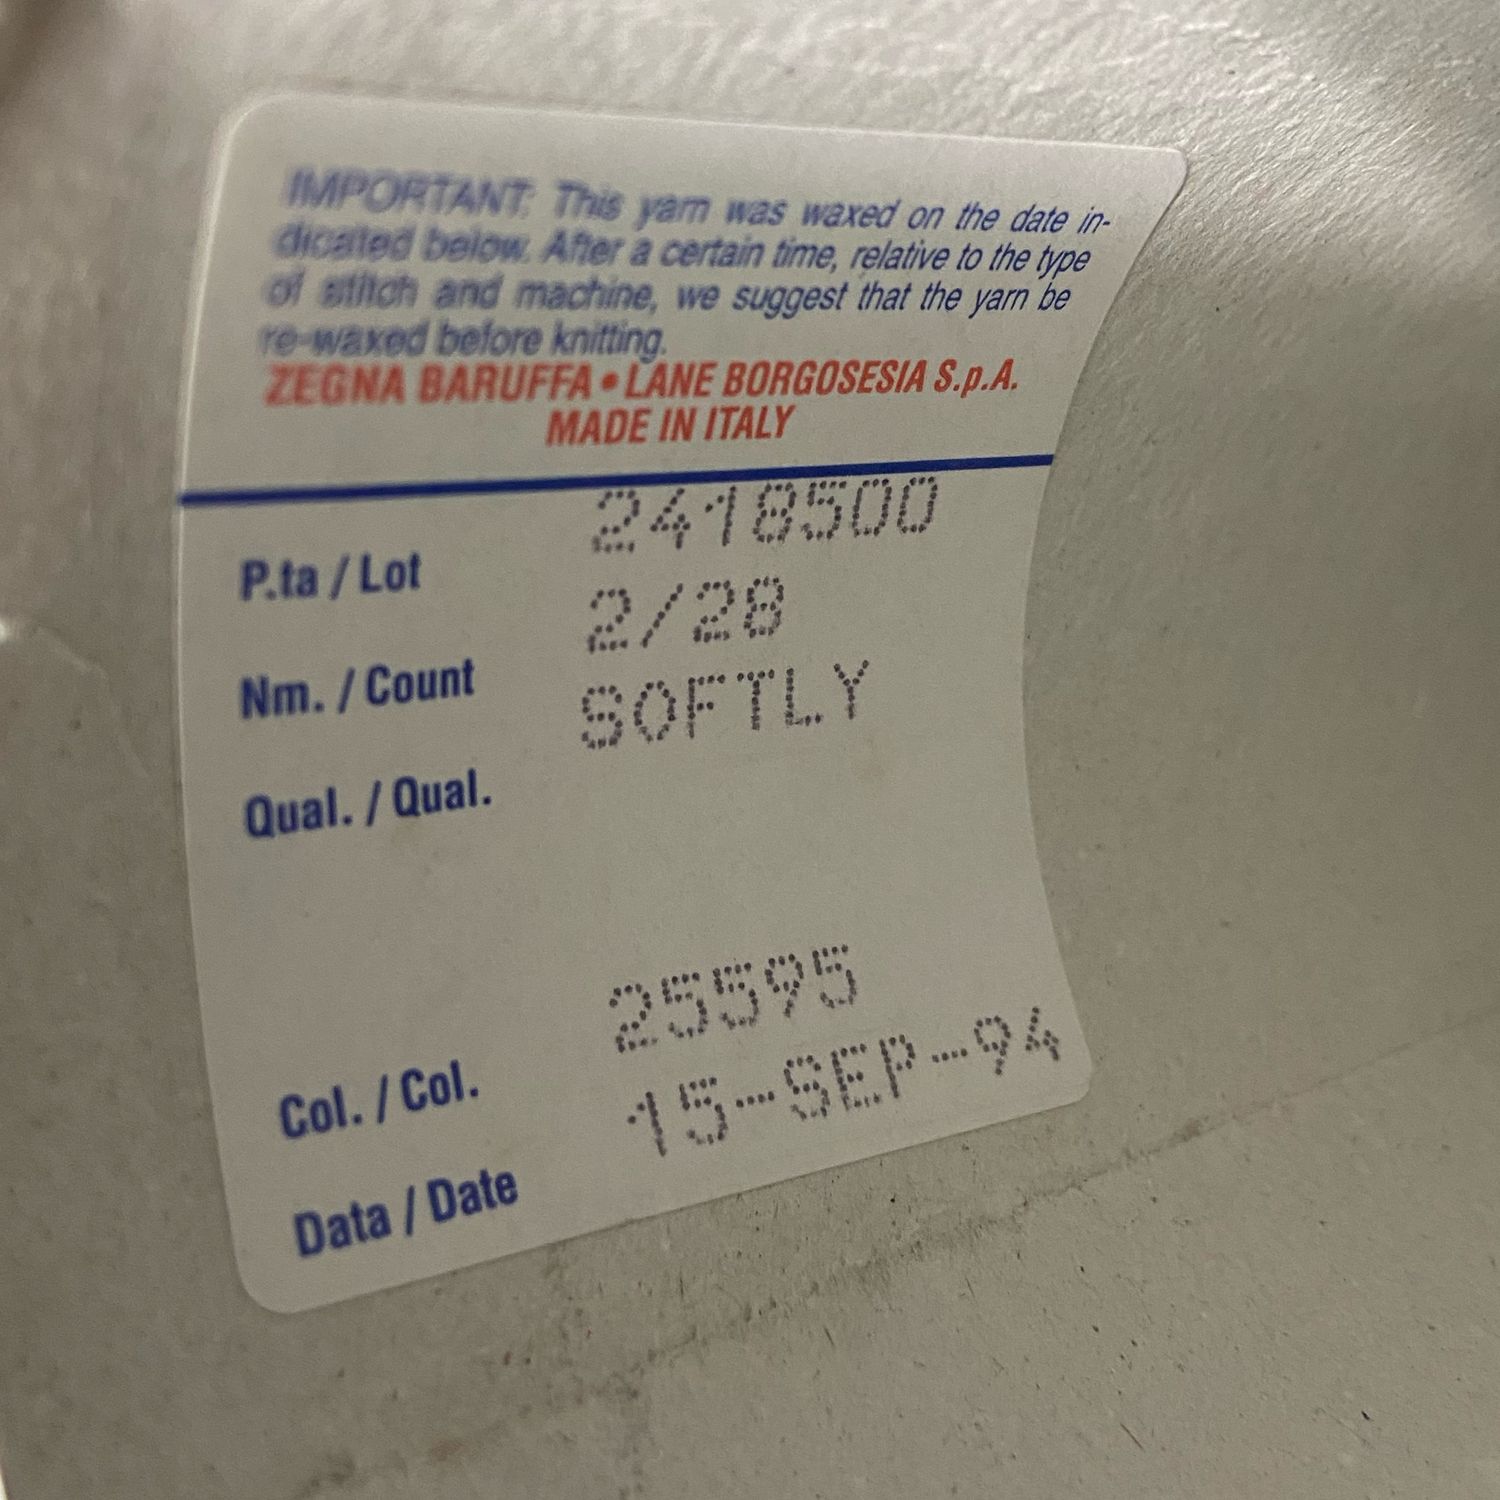 IMPORTANT: This yarn was waxed on the date in-
dicated below. After a certain time, relative to the type
of stitch and machine, we suggest that the yarn be
re-waxed before knitting.
ZEGNA BARUFFA • LANE BORGOSESIA S.p.A.
MADE IN ITALY
P.ta / Lot 2418500
Nm. / Count 2/28
Qual. / Qual. SOFTLY
Col. / Col. 25595
Data / Date 15-SEP-94